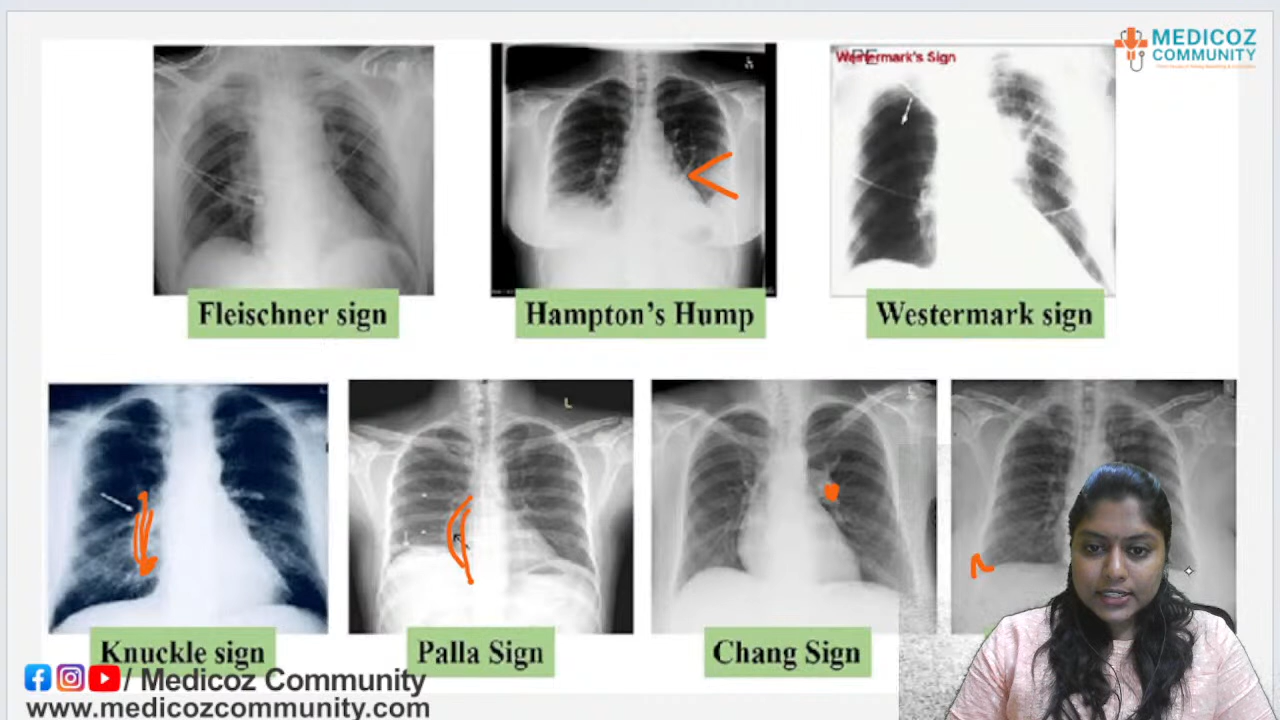 MEDICOZ
COMMUNITY
Westermark's Sign
Fleischner sign
Hampton's Hump
Westermark sign
L
Knuckle sign
Palla Sign
Chang Sign
/ Medicoz Community
www.medicozcommunity.com